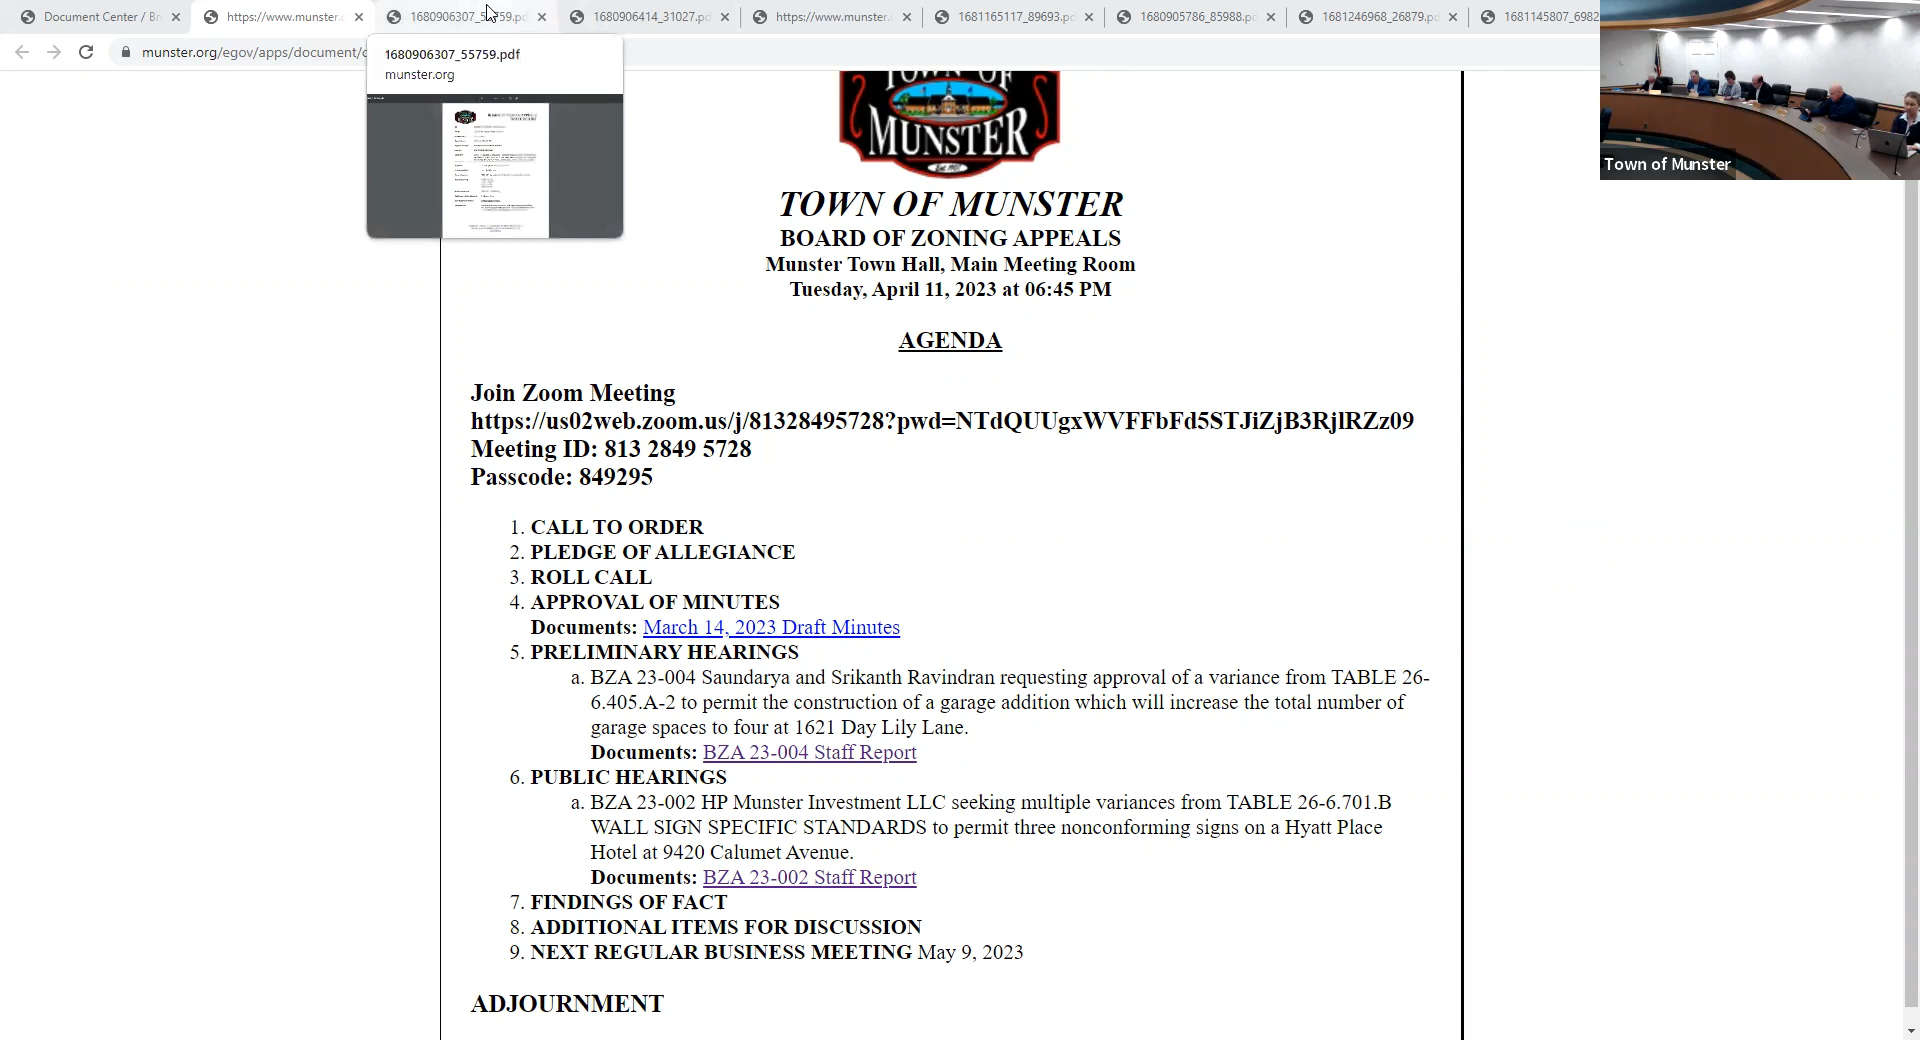 Document Center / Br
https://www.munster.
1680906307_55759.pdf
1680906414_31027.pd
https://www.munster.
1681165117_89693.pd
1680905786_85988.pd
1681246968_26879.pd
1681145807_6982
munster.org/egov/apps/document/c
1680906307_55759.pdf
munster.org
Town of Munster
TOWN OF
MUNSTER
TOWN OF MUNSTER
BOARD OF ZONING APPEALS
Munster Town Hall, Main Meeting Room
Tuesday, April 11, 2023 at 06:45 PM
AGENDA
Join Zoom Meeting
https://us02web.zoom.us/j/81328495728?pwd=NTdQUUgxWVFFbFd5STJiZjB3RjlRZz09
Meeting ID: 813 2849 5728
Passcode: 849295
1. CALL TO ORDER
2. PLEDGE OF ALLEGIANCE
3. ROLL CALL
4. APPROVAL OF MINUTES
Documents: March 14, 2023 Draft Minutes
5. PRELIMINARY HEARINGS
a. BZA 23-004 Saundarya and Srikanth Ravindran requesting approval of a variance from TABLE 26-
6.405.A-2 to permit the construction of a garage addition which will increase the total number of
garage spaces to four at 1621 Day Lily Lane.
Documents: BZA 23-004 Staff Report
6. PUBLIC HEARINGS
a. BZA 23-002 HP Munster Investment LLC seeking multiple variances from TABLE 26-6.701.B
WALL SIGN SPECIFIC STANDARDS to permit three nonconforming signs on a Hyatt Place
Hotel at 9420 Calumet Avenue.
Documents: BZA 23-002 Staff Report
7. FINDINGS OF FACT
8. ADDITIONAL ITEMS FOR DISCUSSION
9. NEXT REGULAR BUSINESS MEETING May 9, 2023
ADJOURNMENT